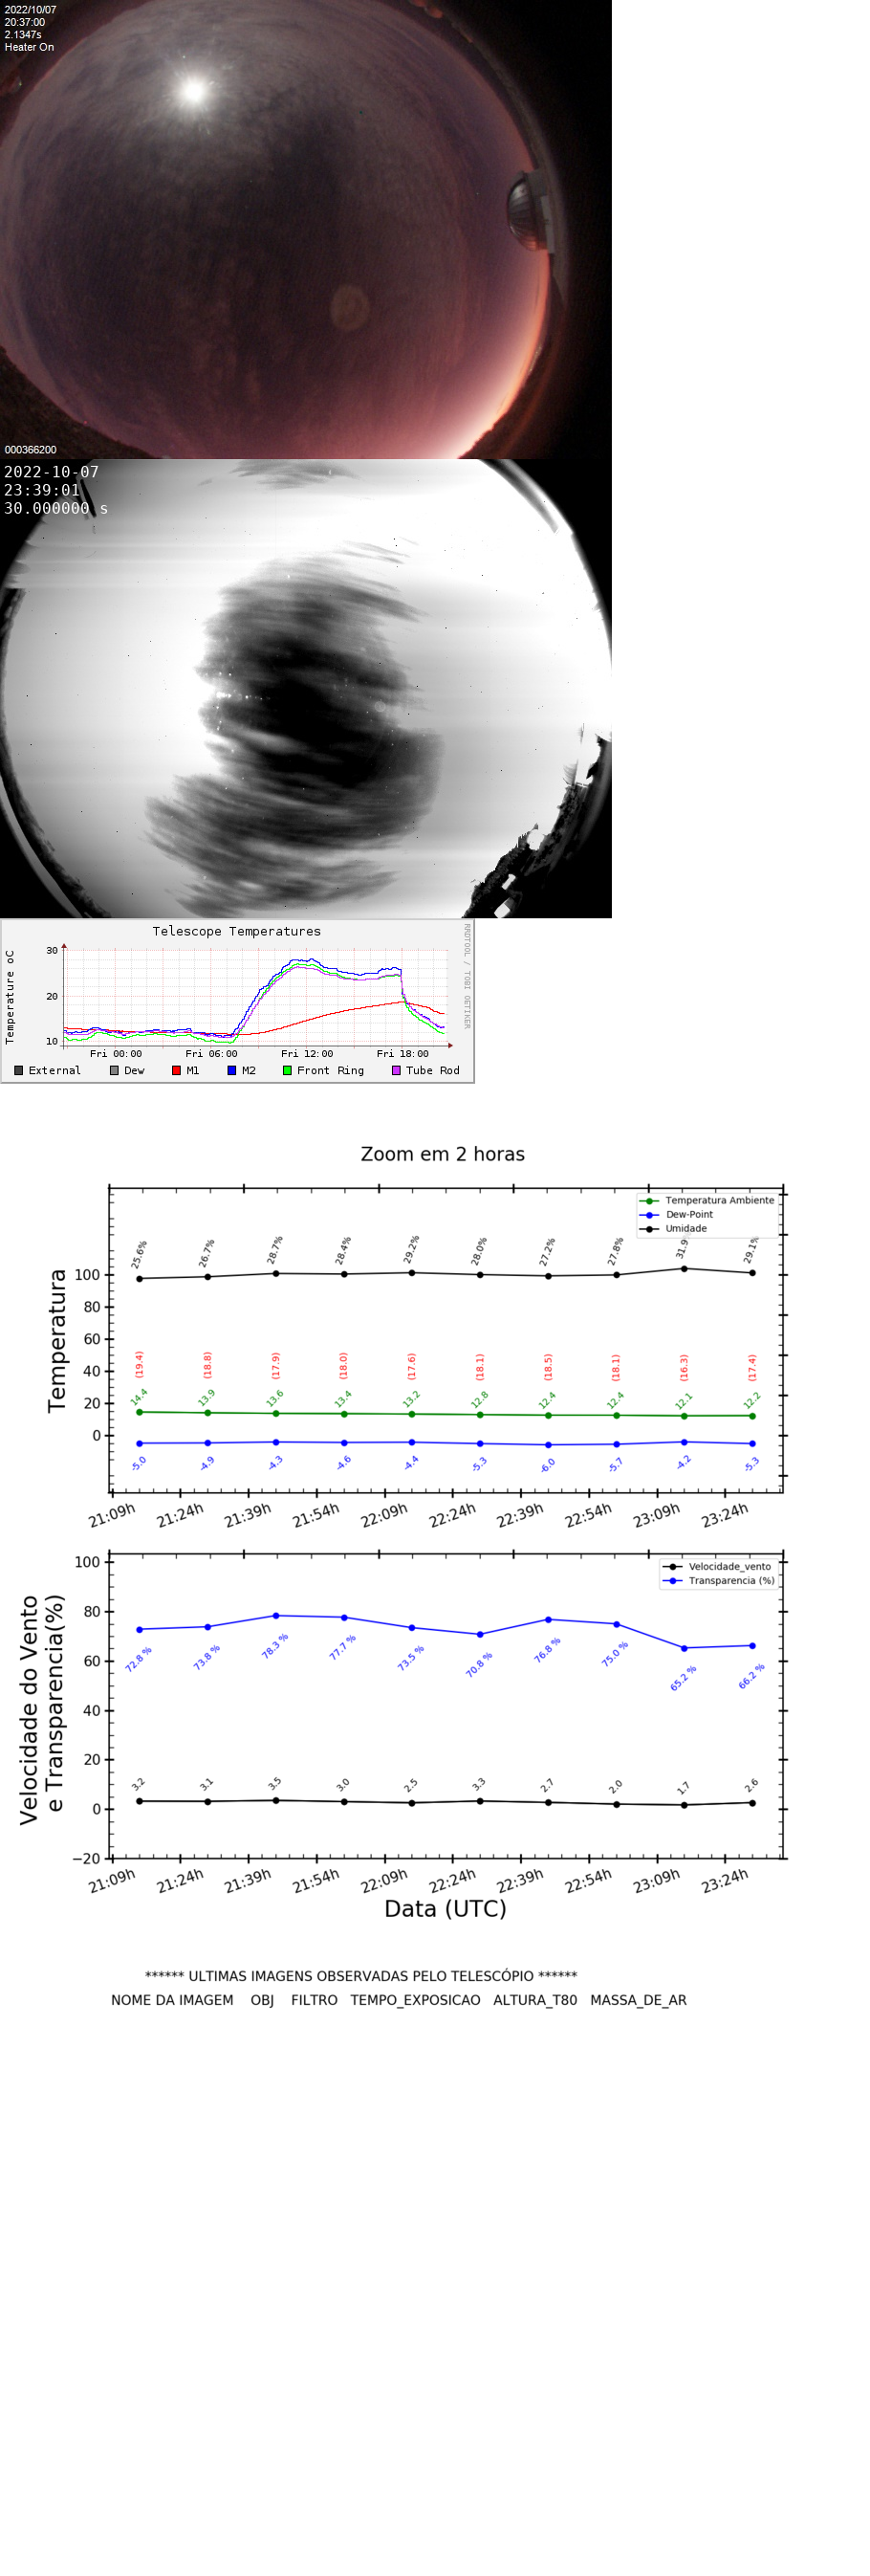 2022/10/07
20:37:00
2.1347s
Heater On
000366200
2022-10-07
23:39:01
30.000000 s
Telescope Temperatures
RRDTOOL / TOBI OETIKER
Temperature oC
30
20
10
Fri 00:00 Fri 06:00 Fri 12:00 Fri 18:00
External Dew M1 M2 Front Ring Tube Rod
Zoom em 2 horas
Temperatura Ambiente
Dew-Point
Umidade
25.6% 26.7% 28.7% 28.4% 29.2% 28.0% 27.2% 27.8% 31.9 29.1%
Temperatura
100
80
60
40
20
0
(19.4) (18.8) (17.9) (18.0) (17.6) (18.1) (18.5) (18.1) (16.3) (17.4)
14.4 13.9 13.6 13.4 13.2 12.8 12.4 12.4 12.1 12.2
-5.0 -4.9 -4.3 -4.6 -4.4 -5.3 -6.0 -5.7 -4.2 -5.3
21:09h 21:24h 21:39h 21:54h 22:09h 22:24h 22:39h 22:54h 23:09h 23:24h
Velocidade_vento
Transparencia (%)
Velocidade do Vento
e Transparencia(%)
100
80
60
40
20
0
−20
72.8 % 73.8 % 78.3 % 77.7 % 73.5 % 70.8 % 76.8 % 75.0 % 65.2 % 66.2 %
3.2 3.1 3.5 3.0 2.5 3.3 2.7 2.0 1.7 2.6
21:09h 21:24h 21:39h 21:54h 22:09h 22:24h 22:39h 22:54h 23:09h 23:24h
Data (UTC)
****** ULTIMAS IMAGENS OBSERVADAS PELO TELESCÓPIO ******
NOME DA IMAGEM OBJ FILTRO TEMPO_EXPOSICAO ALTURA_T80 MASSA_DE_AR